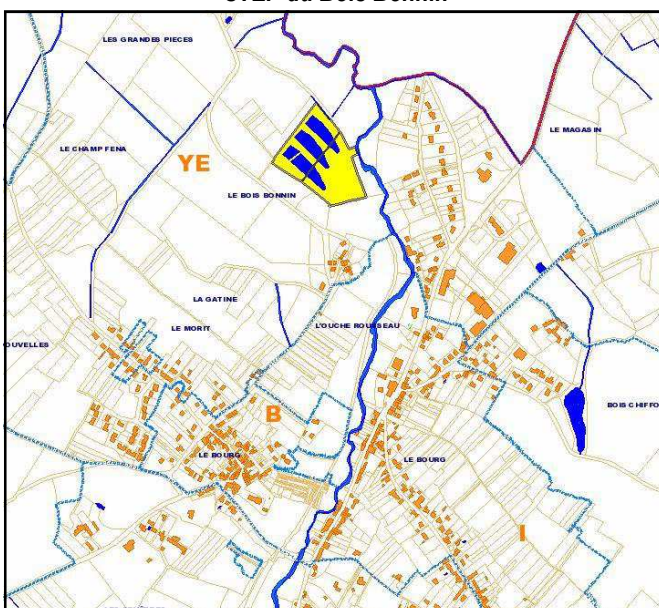 STEP du Bois Bonnin
LES GRANDES PIECES
LE MAGASIN
LE CHAMP FENA
YE
LE BOIS BONNIN
LA GATINE
LE MORIT
L'OUCHE ROUSSEAU
OUVELLES
BOIS CHIFFO
B
LE BOURG
LE BOURG
I